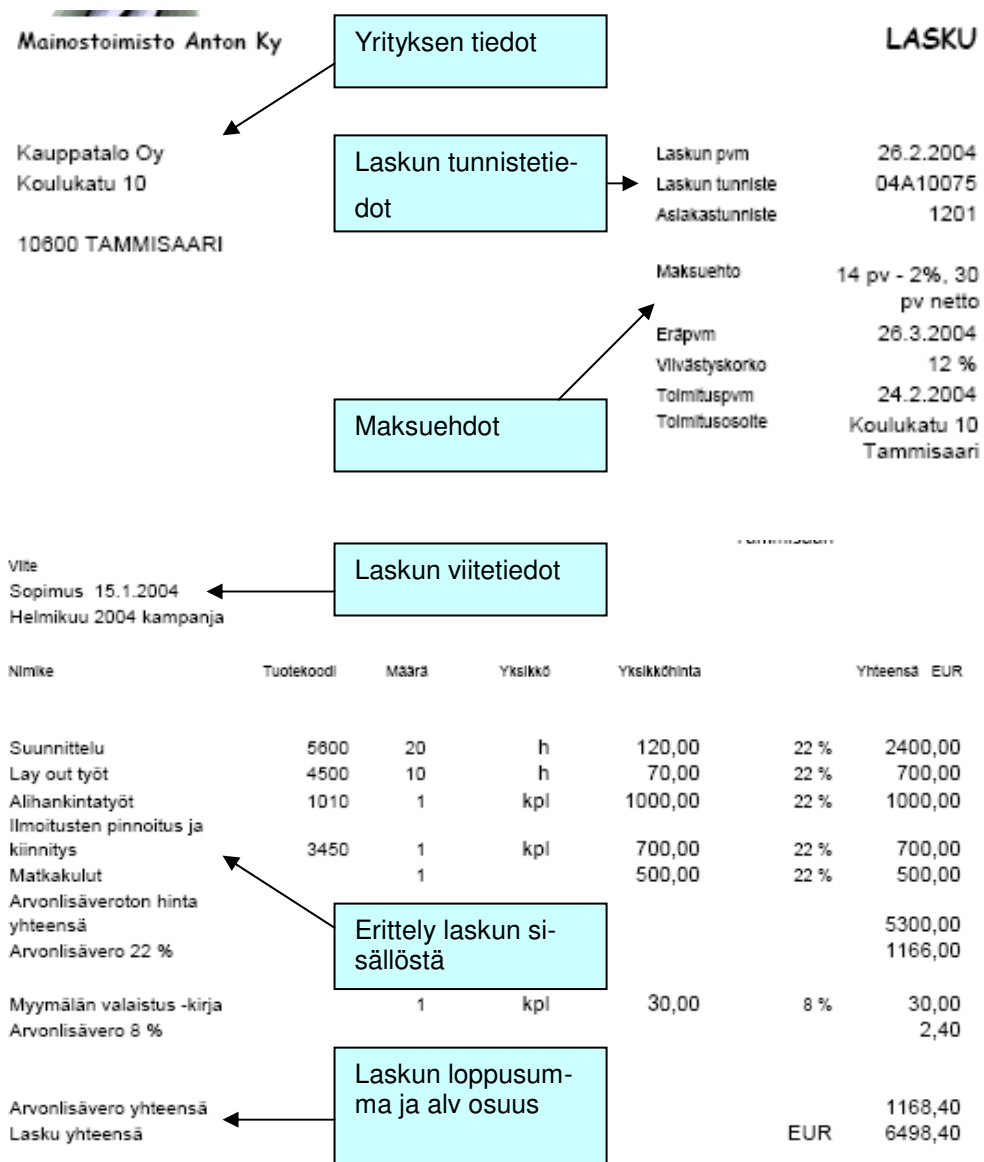 Mainostoimisto Anton Ky
Yrityksen tiedot
LASKU
Kauppatalo Oy
Koulukatu 10
10600 TAMMISAARI
Laskun tunnistetie-
dot
Laskun pvm 26.2.2004
Laskun tunniste 04A10075
Asiakastunniste 1201
Maksuehto 14 pv - 2%, 30
pv netto
Eräpvm 26.3.2004
Viivästyskorko 12 %
Toimituspvm 24.2.2004
Toimitusosoite Koulukatu 10
Tammisaari
Maksuehdot
Tammisaari
Viite
Sopimus 15.1.2004
Helmikuu 2004 kampanja
Laskun viitetiedot
Nimike Tuotekoodi Määrä Yksikkö Yksikköhinta Yhteensä EUR
Suunnittelu 5600 20 h 120,00 22 % 2400,00
Lay out työt 4500 10 h 70,00 22 % 700,00
Alihankintatyöt 1010 1 kpl 1000,00 22 % 1000,00
Ilmoitusten pinnoitus ja
kiinnitys 3450 1 kpl 700,00 22 % 700,00
Matkakulut 1 500,00 22 % 500,00
Arvonlisäveroton hinta
yhteensä 5300,00
Arvonlisävero 22 % 1166,00
Erittely laskun si-
sällöstä
Myymälän valaistus -kirja 1 kpl 30,00 8 % 30,00
Arvonlisävero 8 % 2,40
Laskun loppusum-
ma ja alv osuus
Arvonlisävero yhteensä 1168,40
Lasku yhteensä EUR 6498,40